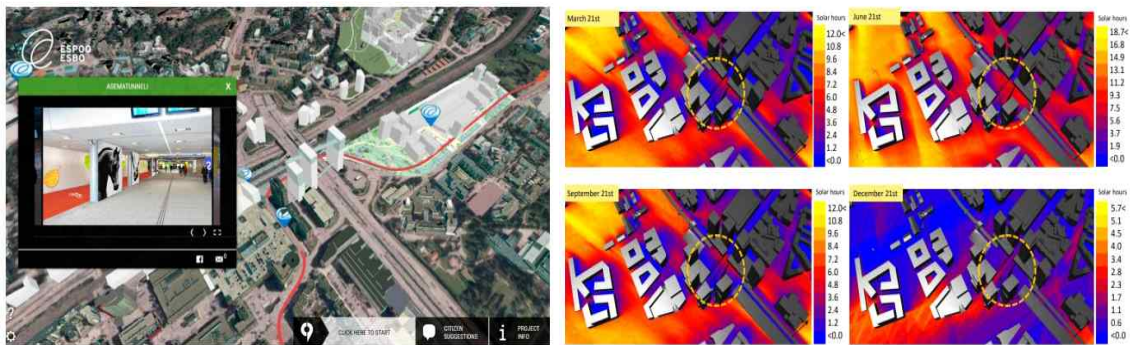 ESPOO
ESBO
ASEMATUNNELI
X
CLICK HERE TO START
CITIZEN
SUGGESTIONS
PROJECT
INFO
March 21st
Solar hours
12.0<
10.8
9.6
8.4
7.2
6.0
4.8
3.6
2.4
1.2
<0.0
June 21st
Solar hours
18.7<
16.8
14.9
13.1
11.2
9.3
7.5
5.6
3.7
1.9
<0.0
September 21st
Solar hours
12.0<
10.8
9.6
8.4
7.2
6.0
4.8
3.6
2.4
1.2
<0.0
December 21st
Solar hours
5.7<
5.1
4.5
4.0
3.4
2.8
2.3
1.7
1.1
0.6
<0.0